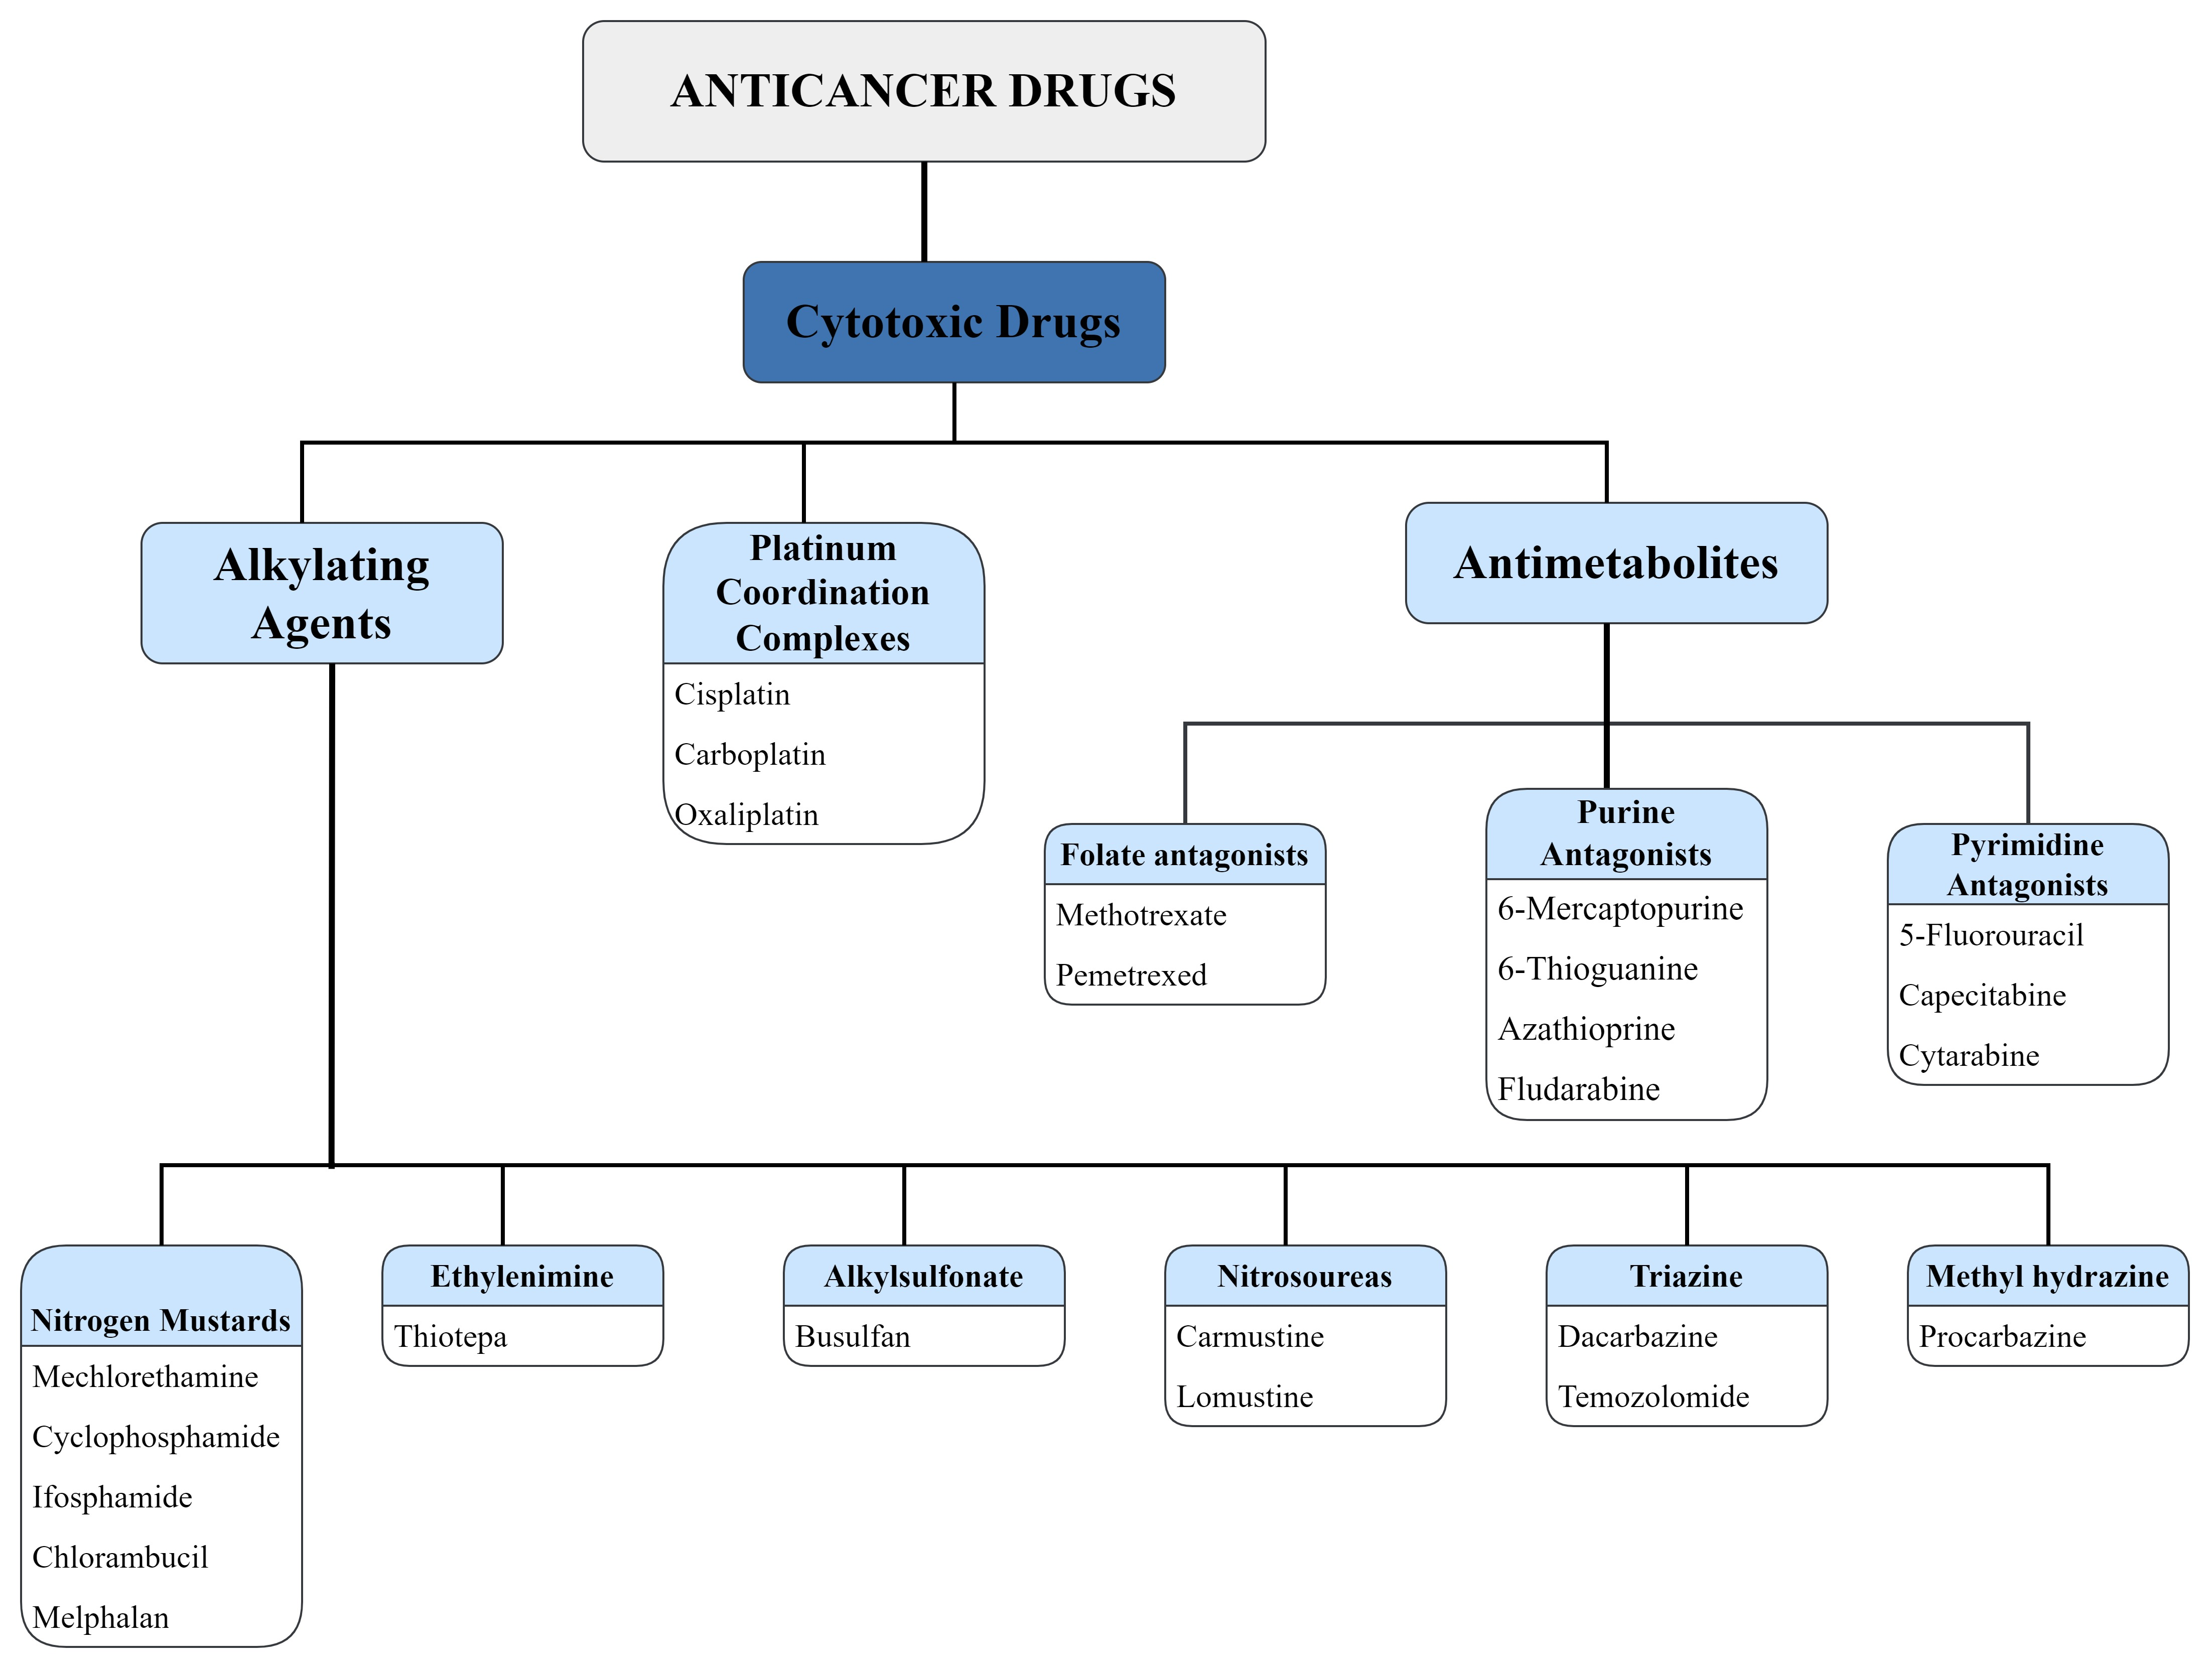 ANTICANCER DRUGS
Cytotoxic Drugs
Alkylating
Agents
Platinum
Coordination
Complexes
Cisplatin
Carboplatin
Oxaliplatin
Antimetabolites
Folate antagonists
Methotrexate
Pemetrexed
Purine
Antagonists
6-Mercaptopurine
6-Thioguanine
Azathioprine
Fludarabine
Pyrimidine
Antagonists
5-Fluorouracil
Capecitabine
Cytarabine
Nitrogen Mustards
Mechlorethamine
Cyclophosphamide
Ifosphamide
Chlorambucil
Melphalan
Ethylenimine
Thiotepa
Alkylsulfonate
Busulfan
Nitrosoureas
Carmustine
Lomustine
Triazine
Dacarbazine
Temozolomide
Methyl hydrazine
Procarbazine